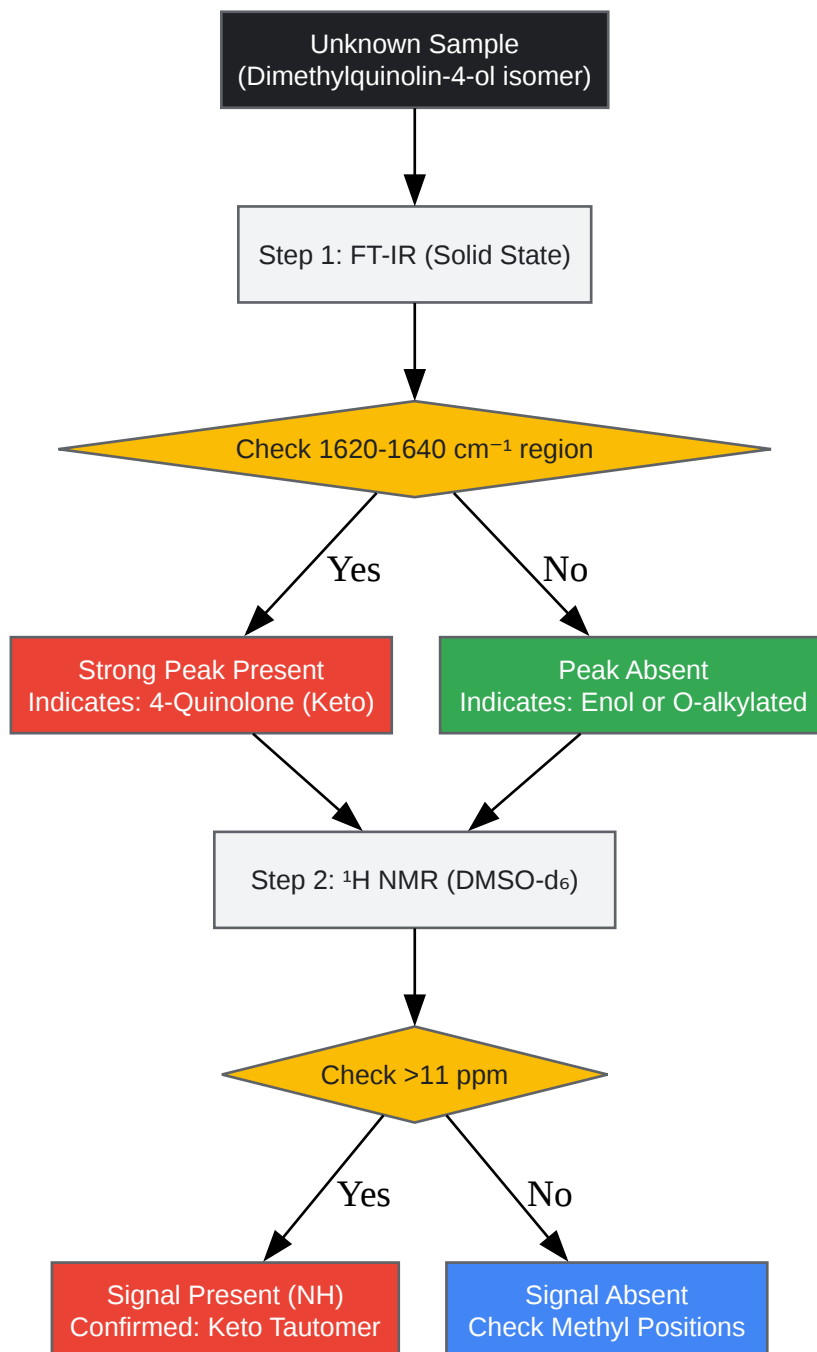 Unknown Sample
(Dimethylquinolin-4-ol isomer)
Step 1: FT-IR (Solid State)
Check 1620-1640 cm⁻¹ region
Yes
No
Strong Peak Present
Indicates: 4-Quinolone (Keto)
Peak Absent
Indicates: Enol or O-alkylated
Step 2: ¹H NMR (DMSO-d₆)
Check >11 ppm
Yes
No
Signal Present (NH)
Confirmed: Keto Tautomer
Signal Absent
Check Methyl Positions